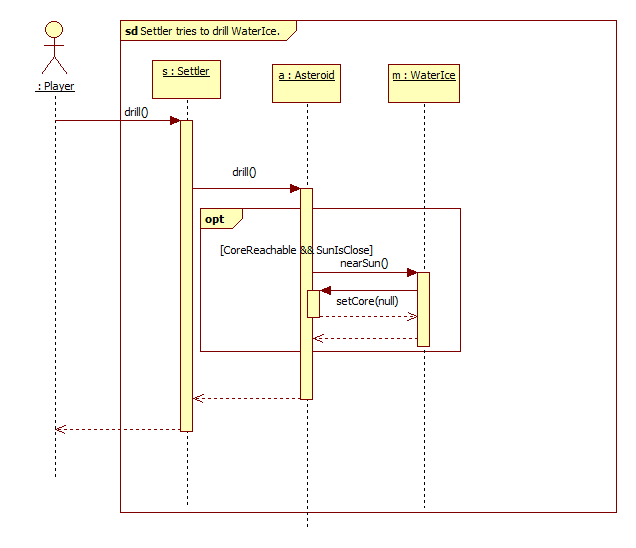 sd Settler tries to drill WaterIce.
: Player
s : Settler
a : Asteroid
m : WaterIce
drill()
drill()
opt
[CoreReachable && SunIsClose]
nearSun()
setCore(null)